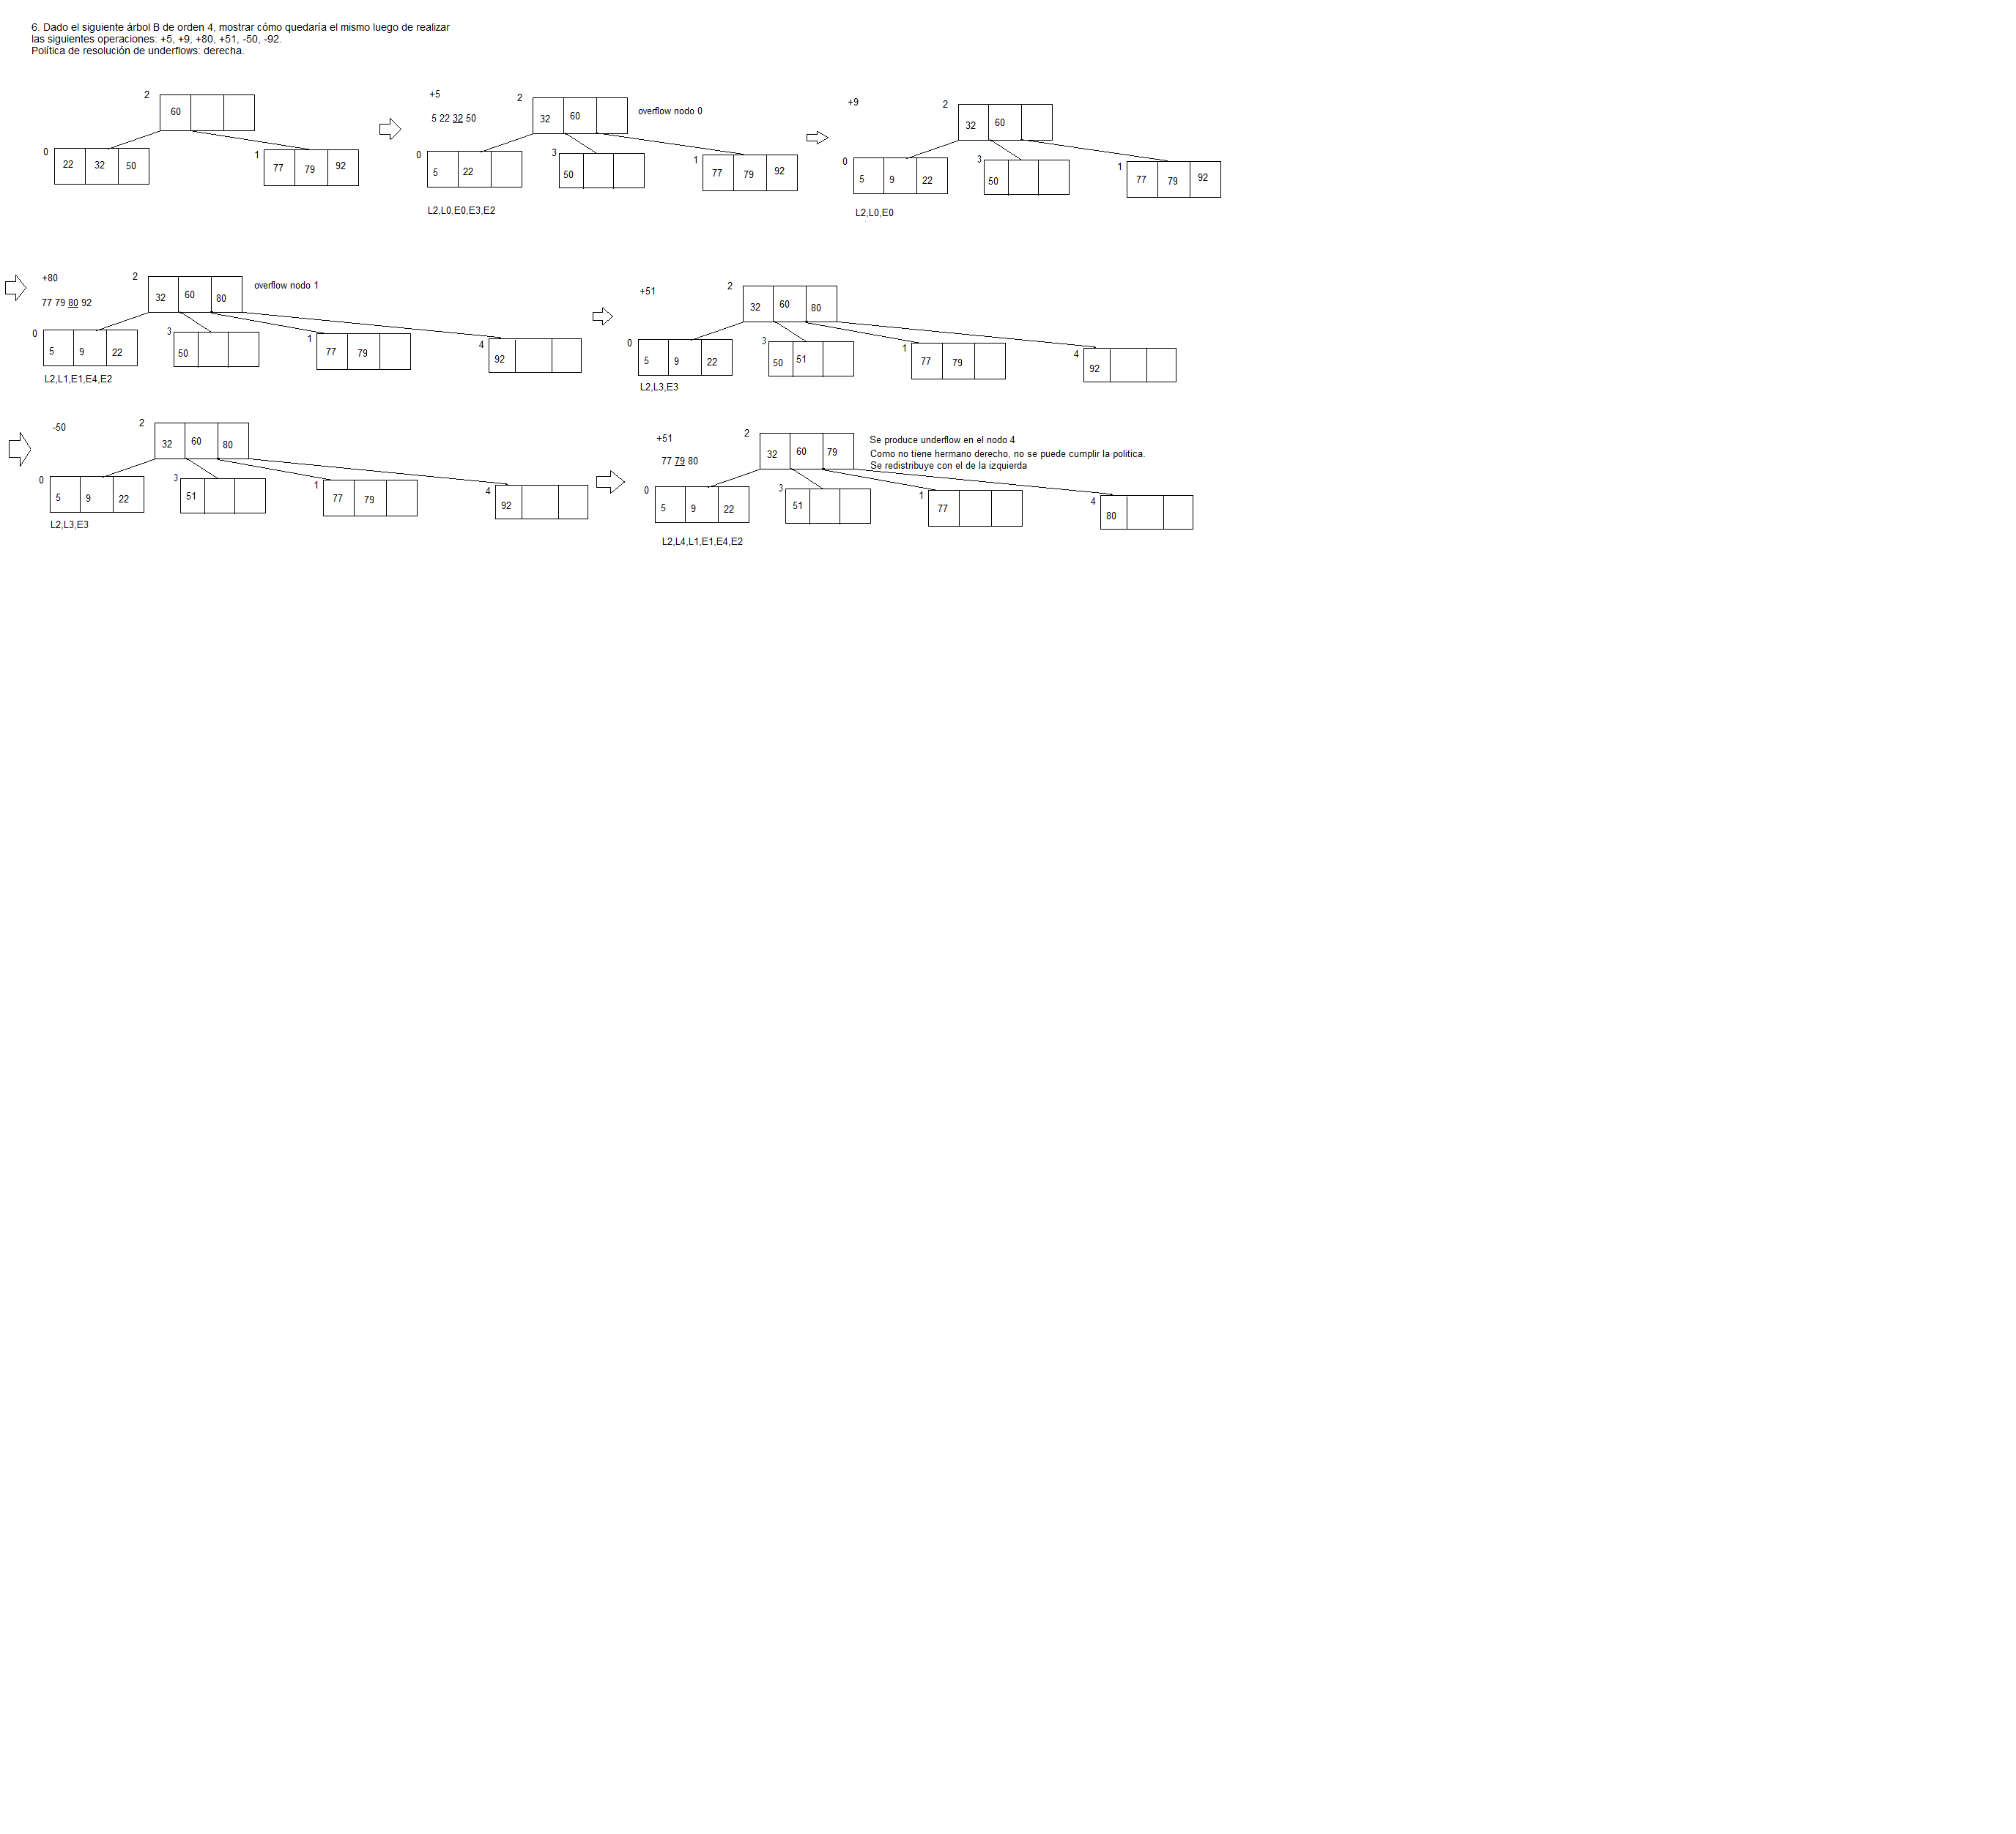 6. Dado el siguiente árbol B de orden 4, mostrar cómo quedaría el mismo luego de realizar
las siguientes operaciones: +5, +9, +80, +51, -50, -92.
Política de resolución de underflows: derecha.
2
60
0
22 32 50
1
77 79 92
+5
5 22 32 50
2
32 60
overflow nodo 0
0
5 22
3
50
1
77 79 92
L2,L0,E0,E3,E2
+9
2
32 60
0
5 9 22
3
50
1
77 79 92
L2,L0,E0
+80
77 79 80 92
2
32 60 80
overflow nodo 1
0
5 9 22
3
50
1
77 79
4
92
L2,L1,E1,E4,E2
+51
2
32 60 80
0
5 9 22
3
50 51
1
77 79
4
92
L2,L3,E3
-50
2
32 60 80
0
5 9 22
3
51
1
77 79
4
92
L2,L3,E3
+51
77 79 80
2
32 60 79
Se produce underflow en el nodo 4
Como no tiene hermano derecho, no se puede cumplir la politica.
Se redistribuye con el de la izquierda
0
5 9 22
3
51
1
77
4
80
L2,L4,L1,E1,E4,E2